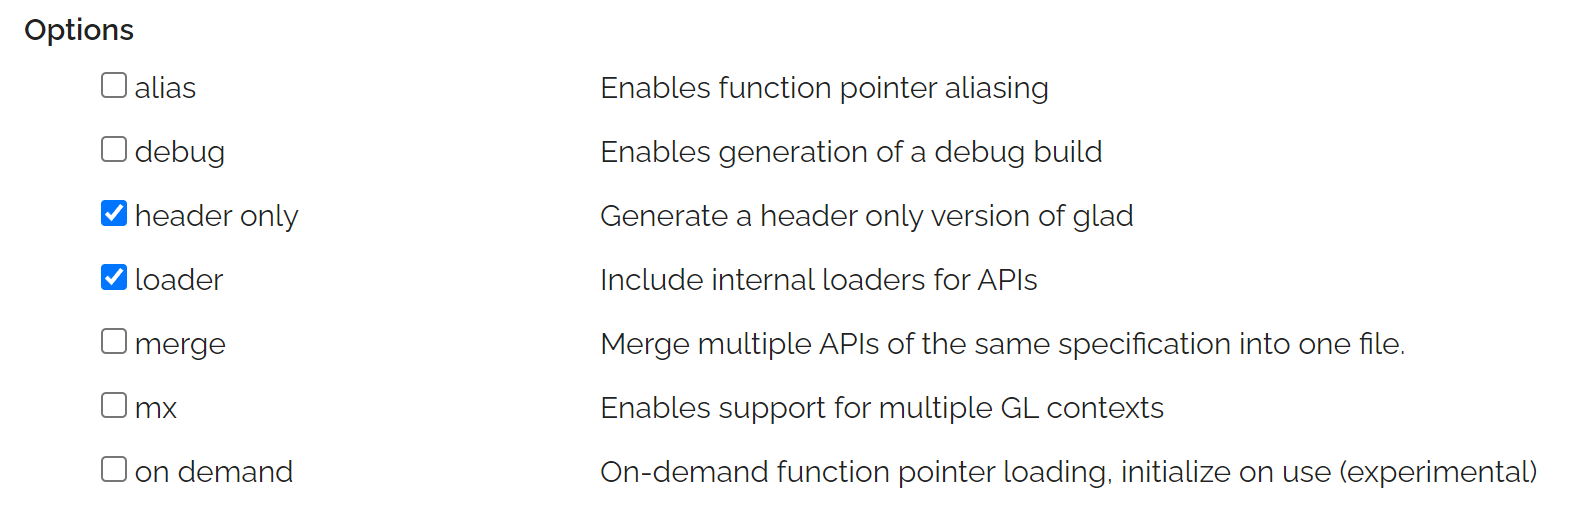 Options
alias Enables function pointer aliasing
debug Enables generation of a debug build
header only Generate a header only version of glad
loader Include internal loaders for APIs
merge Merge multiple APIs of the same specification into one file.
mx Enables support for multiple GL contexts
on demand On-demand function pointer loading, initialize on use (experimental)